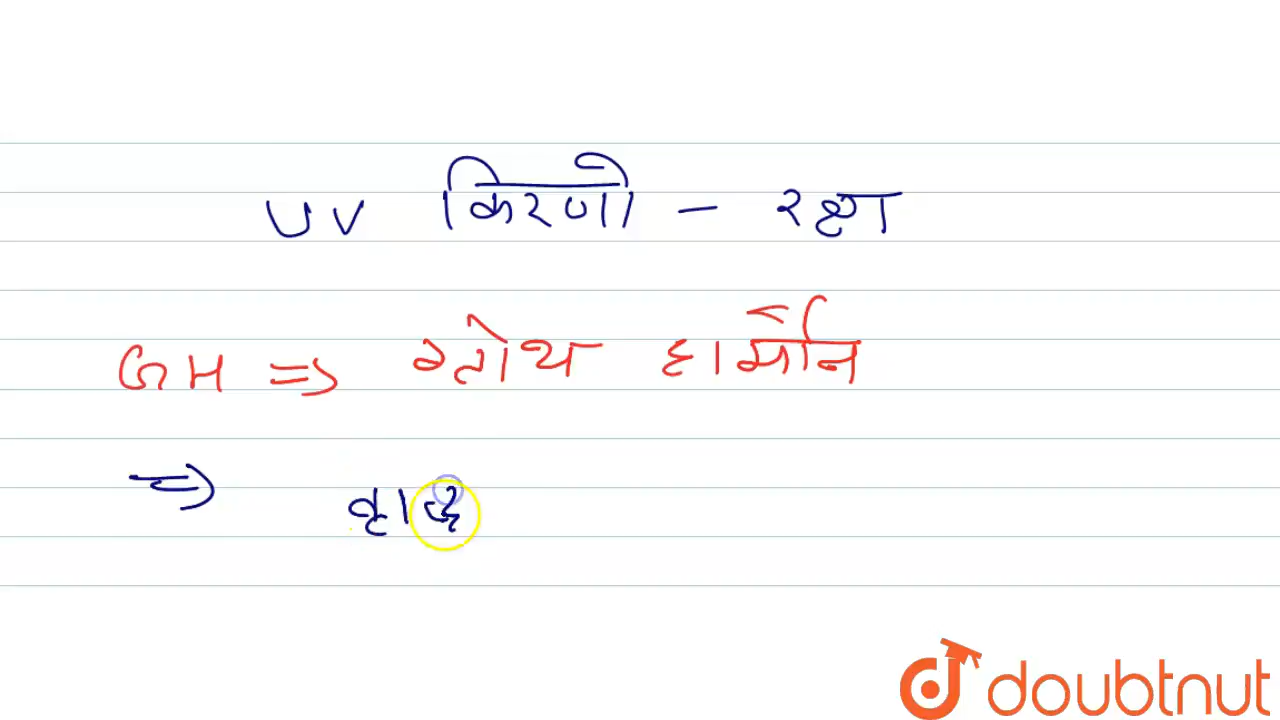 UV किरणों - रक्षा
GH => ग्रोथ हार्मोन
=>
doubtnut